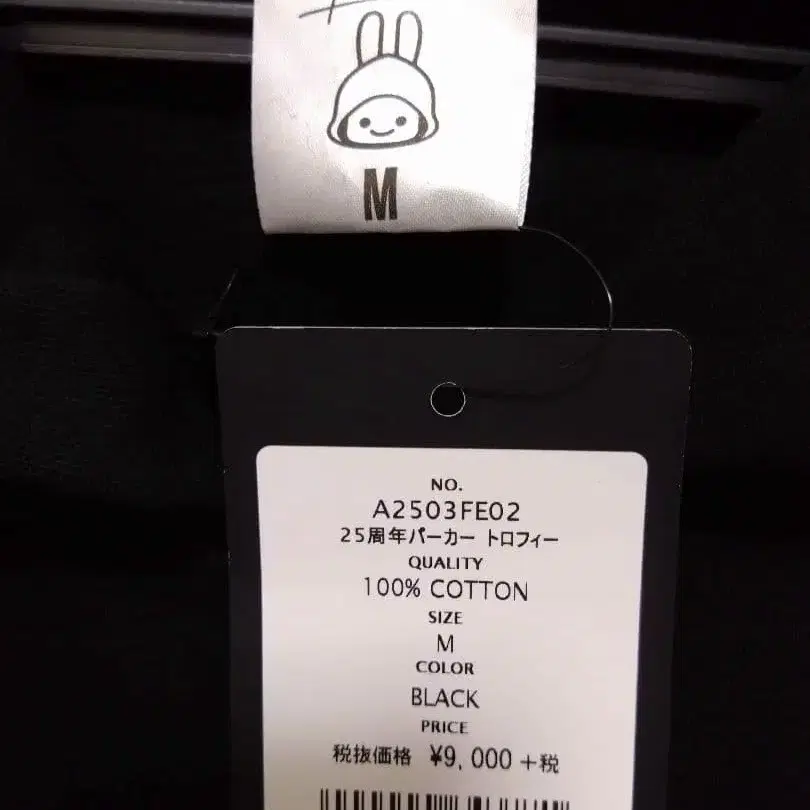 M
NO.
A2503FE02
25周年パーカー トロフィー
QUALITY
100% COTTON
SIZE
M
COLOR
BLACK
PRICE
税抜価格 ¥9,000+税